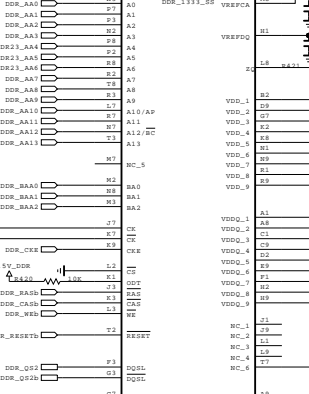 DDR_AA0 A0 DDR_1333_SS VREFCA
DDR_AA1 P7 A1
DDR_AA2 P3 A2
DDR_AA3 N2 A3 VREFDQ H1
DR23_AA4 P8 A4
DR23_AA5 P2 A5
DR23_AA6 R8 A6 ZQ L8 R421
DDR_AA7 R2 A7
DDR_AA8 T8 A8
DDR_AA9 R3 A9 VDD_1 B2
DDR_AA10 L7 A10/AP VDD_2 D9
DDR_AA11 R7 A11 VDD_3 G7
DDR_AA12 N7 A12/BC VDD_4 K2
DDR_AA13 T3 A13 VDD_5 K8
VDD_6 N1
M7 NC_5 VDD_7 N9
VDD_8 R1
DDR_BAA0 M2 BA0 VDD_9 R9
DDR_BAA1 N8 BA1
DDR_BAA2 M3 BA2
VDDQ_1 A1
J7 CK VDDQ_2 A8
K7 CK VDDQ_3 C1
DDR_CKE K9 CKE VDDQ_4 C9
VDDQ_5 D2
5V_DDR L2 CS VDDQ_6 E9
R420 10K K1 ODT VDDQ_7 F1
DDR_RASb J3 RAS VDDQ_8 H2
DDR_CASb K3 CAS VDDQ_9 H9
DDR_WEb L3 WE
NC_1 J1
R_RESETb T2 RESET NC_2 J9
NC_3 L1
NC_4 L9
DDR_QS2 F3 DQSL NC_6 T7
DDR_QS2b G3 DQSL